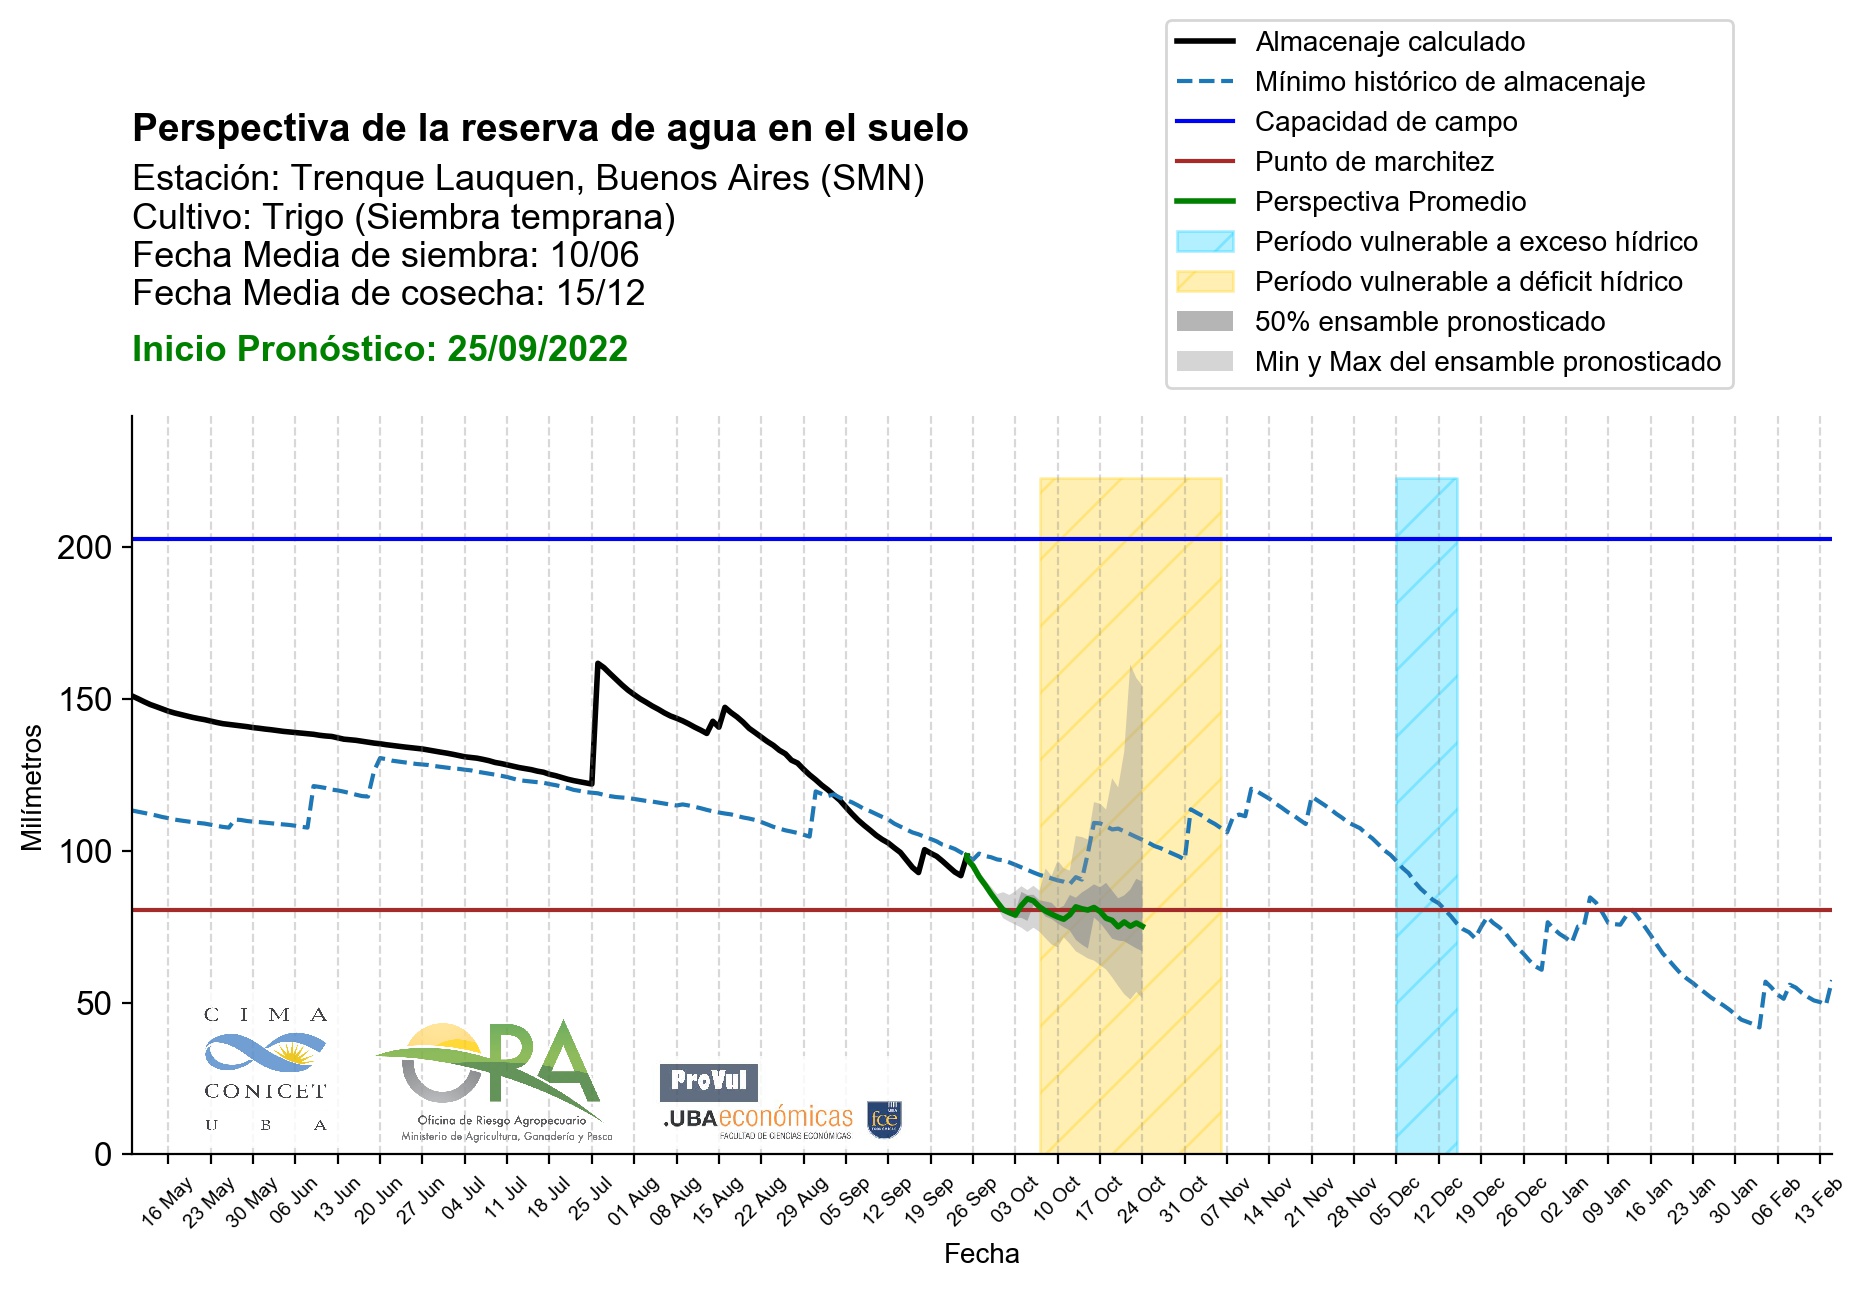 Almacenaje calculado
Mínimo histórico de almacenaje
Capacidad de campo
Punto de marchitez
Perspectiva Promedio
Período vulnerable a exceso hídrico
Período vulnerable a déficit hídrico
50% ensamble pronosticado
Min y Max del ensamble pronosticado
Perspectiva de la reserva de agua en el suelo
Estación: Trenque Lauquen, Buenos Aires (SMN)
Cultivo: Trigo (Siembra temprana)
Fecha Media de siembra: 10/06
Fecha Media de cosecha: 15/12
Inicio Pronóstico: 25/09/2022
Milímetros
200
150
100
50
0
CIMA
CONICET
UBA
ORA
Oficina de Riesgo Agropecuario
Ministerio de Agricultura, Ganadería y Pesca
ProVul
.UBAeconómicas
FACULTAD DE CIENCIAS ECONÓMICAS
fce
16 May
23 May
30 May
06 Jun
13 Jun
20 Jun
27 Jun
04 Jul
11 Jul
18 Jul
25 Jul
01 Aug
08 Aug
15 Aug
22 Aug
29 Aug
05 Sep
12 Sep
19 Sep
26 Sep
03 Oct
10 Oct
17 Oct
24 Oct
31 Oct
07 Nov
14 Nov
21 Nov
28 Nov
05 Dec
12 Dec
19 Dec
26 Dec
02 Jan
09 Jan
16 Jan
23 Jan
30 Jan
06 Feb
13 Feb
Fecha